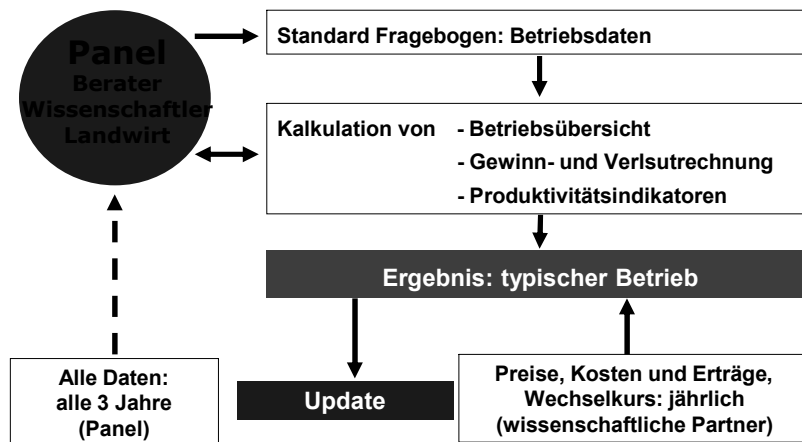 Panel
Berater
Wissenschaftler
Landwirt
Standard Fragebogen: Betriebsdaten
Kalkulation von - Betriebsübersicht
- Gewinn- und Verlsutrechnung
- Produktivitätsindikatoren
Ergebnis: typischer Betrieb
Alle Daten:
alle 3 Jahre
(Panel)
Update
Preise, Kosten und Erträge,
Wechselkurs: jährlich
(wissenschaftliche Partner)